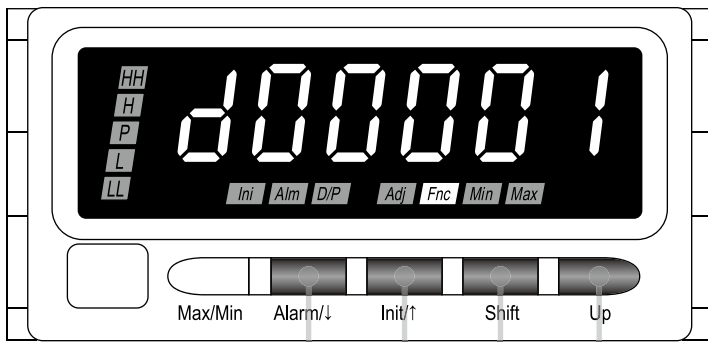 HH
H
P
L
LL
d00001
Ini Alm D/P Adj Fnc Min Max
Max/Min Alarm/↓ Init/↑ Shift Up